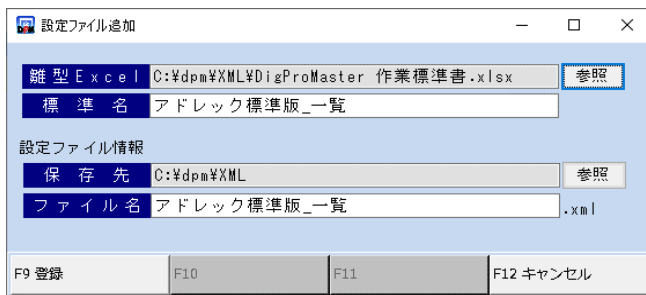 設定ファイル追加
雛型Excel C:¥dpm¥XML¥DigProMaster 作業標準書.xlsx 参照
標準名 アドレック標準版_一覧
設定ファイル情報
保存先 C:¥dpm¥XML 参照
ファイル名 アドレック標準版_一覧 .xml
F9 登録 F10 F11 F12 キャンセル